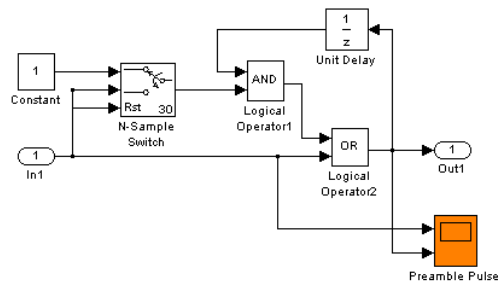 1
z
Unit Delay
1
Constant
Rst
30
N-Sample
Switch
AND
Logical
Operator1
OR
Logical
Operator2
1
In1
1
Out1
Preamble Pulse